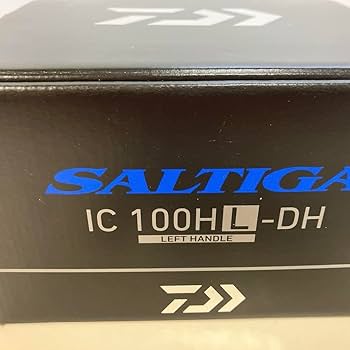 SALTIGA
IC 100HL-DH
LEFT HANDLE